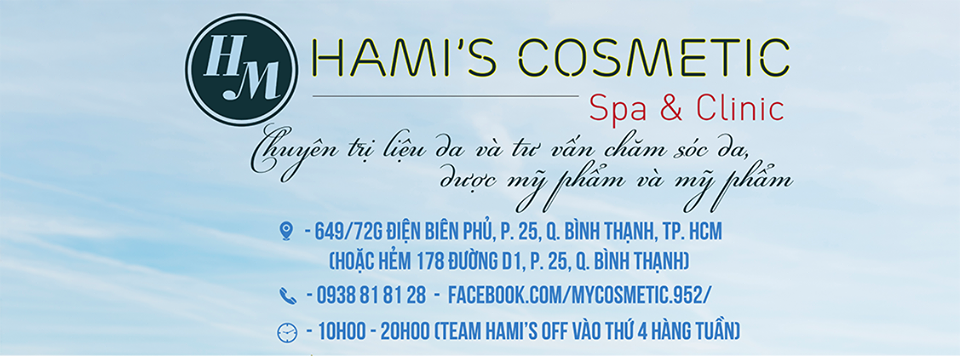 HM
HAMI'S COSMETIC
Spa & Clinic
Chuyên trị liệu da và tư vấn chăm sóc da,
dược mỹ phẩm và mỹ phẩm
- 649/72G ĐIỆN BIÊN PHỦ, P. 25, Q. BÌNH THẠNH, TP. HCM
(HOẶC HẺM 178 ĐƯỜNG D1, P. 25, Q. BÌNH THẠNH)
- 0938 81 81 28 - FACEBOOK.COM/MYCOSMETIC.952/
- 10H00 - 20H00 (TEAM HAMI'S OFF VÀO THỨ 4 HÀNG TUẦN)